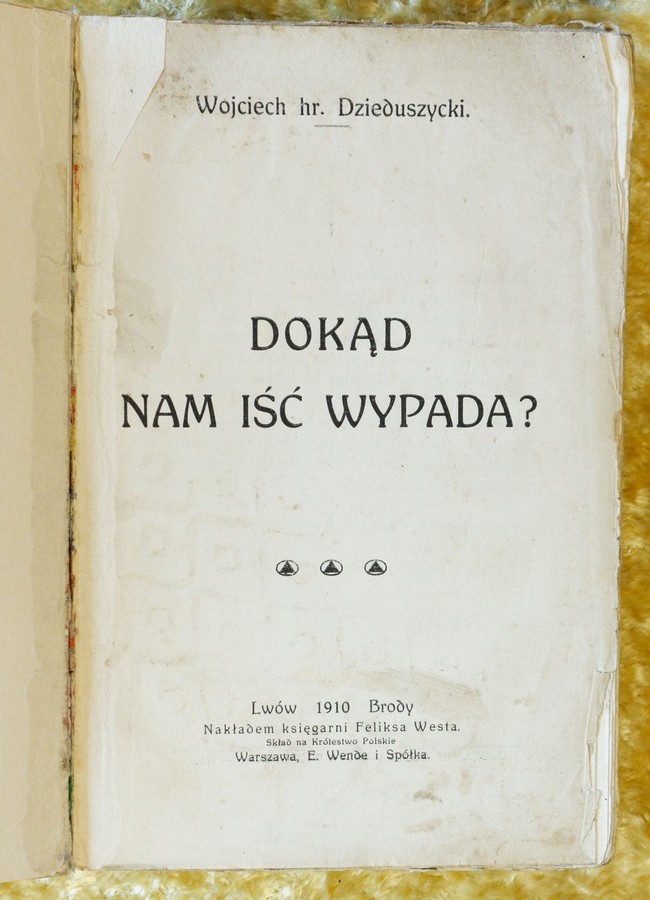 Wojciech hr. Dzieduszycki.
DOKĄD
NAM IŚĆ WYPADA?
Lwów 1910 Brody
Nakładem księgarni Feliksa Westa.
Skład na Królestwo Polskie
Warszawa, E. Wende i Spółka.